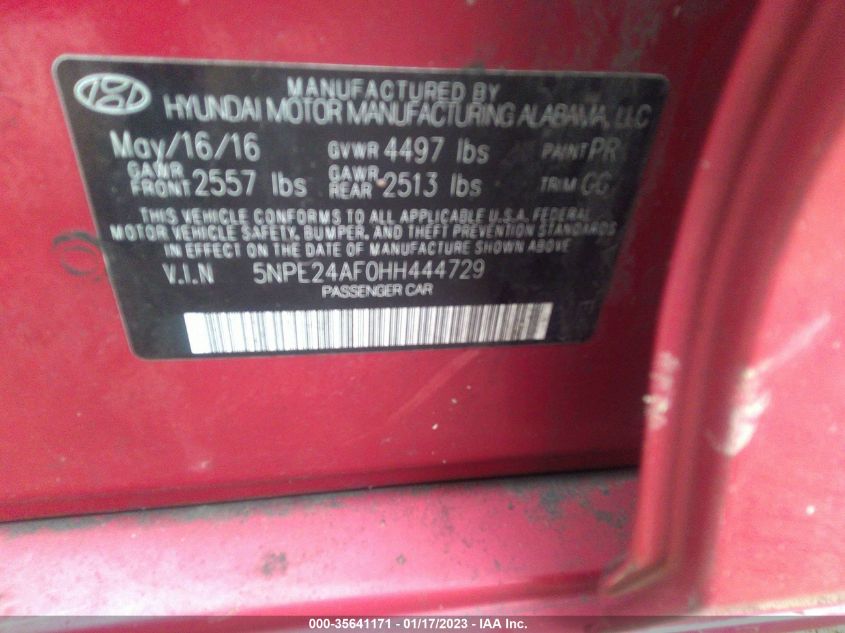 MANUFACTURED BY
HYUNDAI MOTOR MANUFACTURING ALABAMA, LLC
May/16/16 GVWR 4497 lbs PAINT PR
GAWR FRONT 2557 lbs GAWR REAR 2513 lbs TRIM GG
THIS VEHICLE CONFORMS TO ALL APPLICABLE U.S.A. FEDERAL
MOTOR VEHICLE SAFETY, BUMPER, AND THEFT PREVENTION STANDARDS
IN EFFECT ON THE DATE OF MANUFACTURE SHOWN ABOVE
V.I.N 5NPE24AF0HH444729
PASSENGER CAR
000-35641171 - 01/17/2023 - IAA Inc.